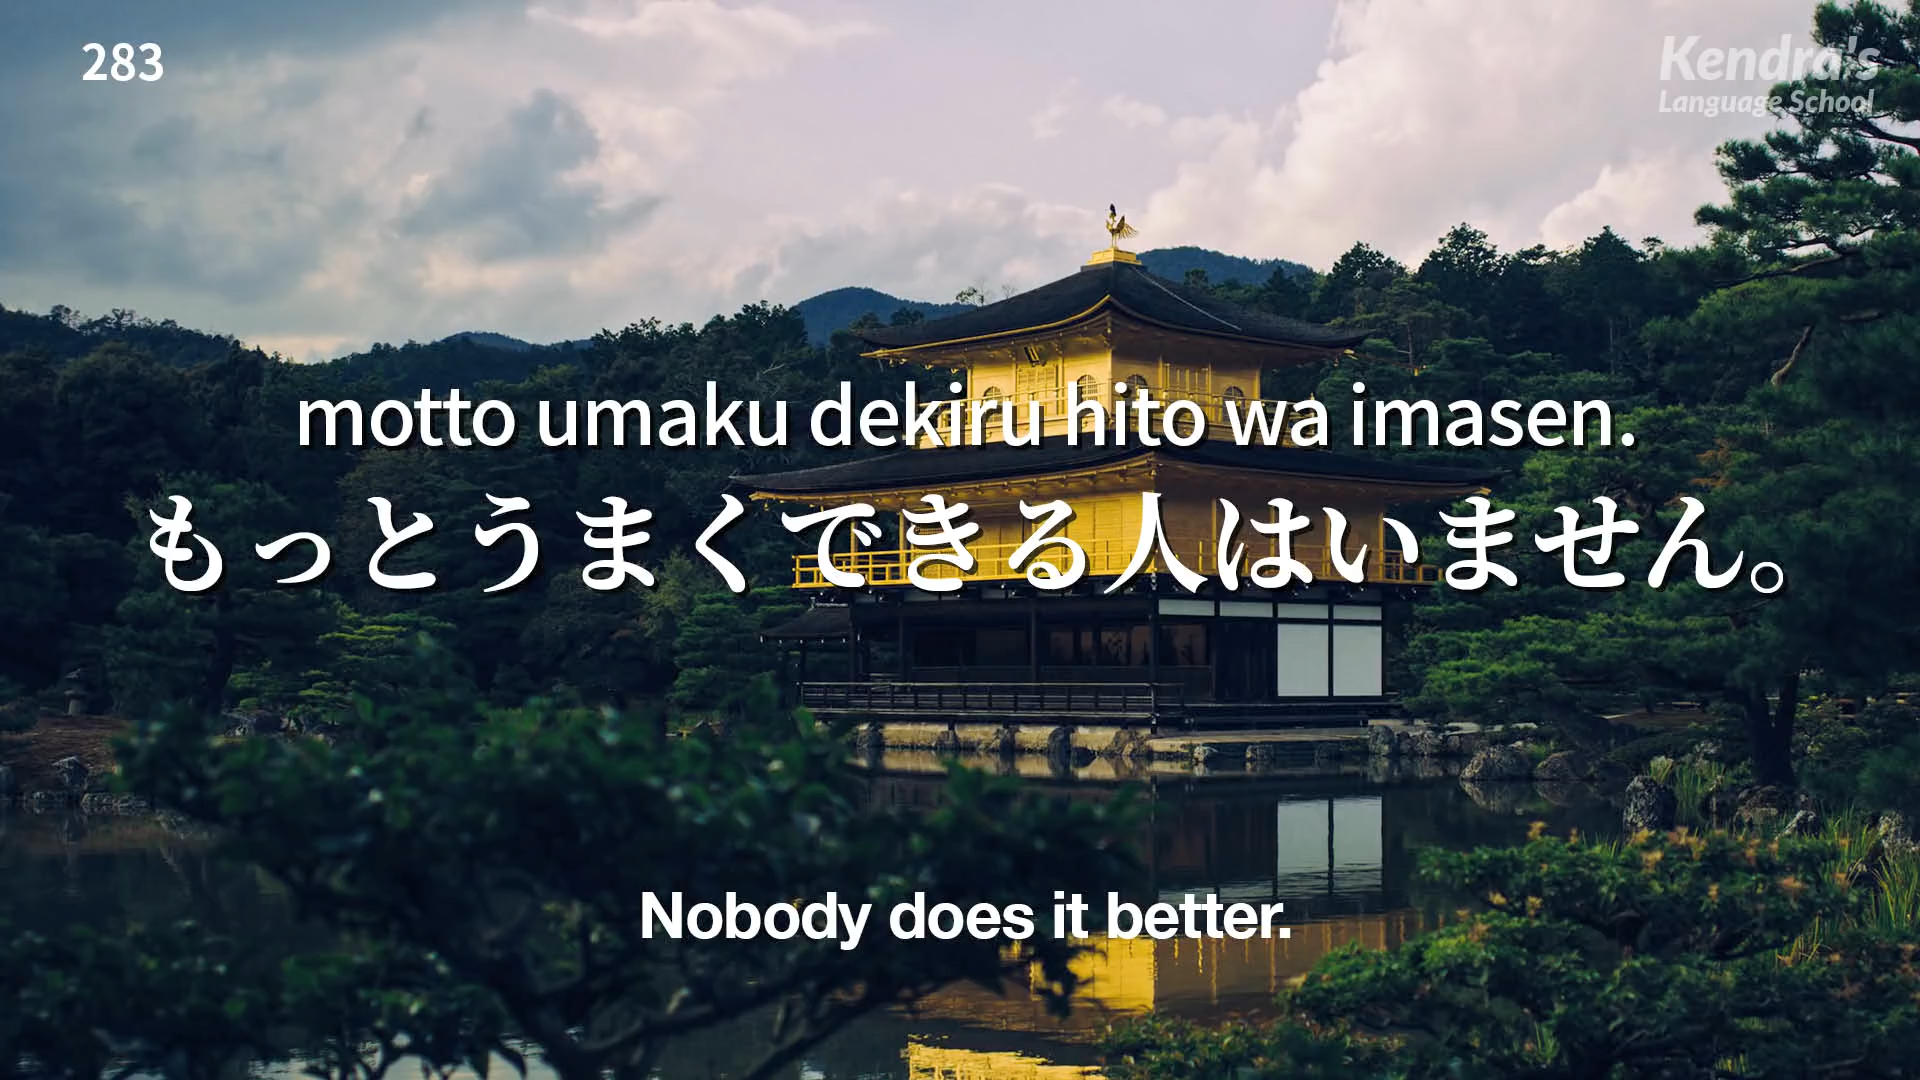 283
Kendra's
Language School
motto umaku dekiru hito wa imasen.
もっとうまくできる人はいません。
Nobody does it better.